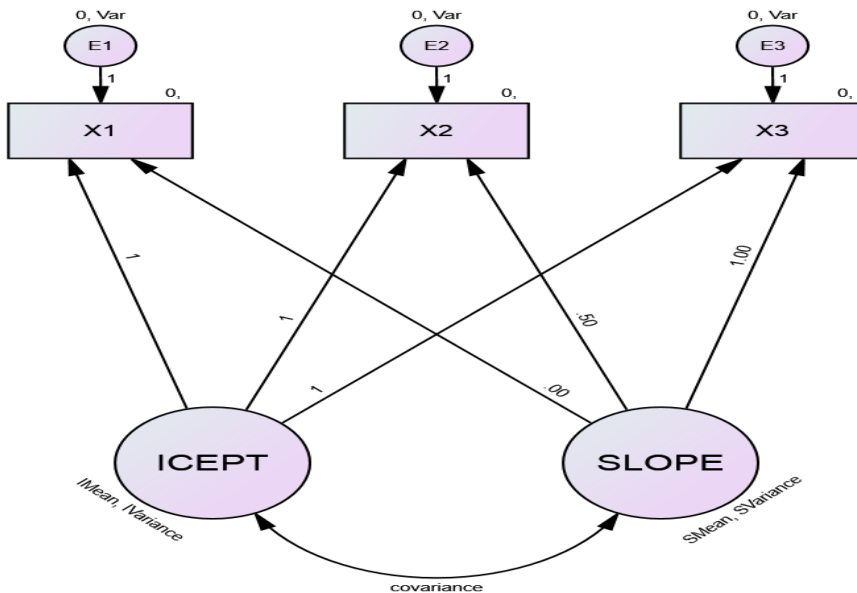 0, Var
0, Var
0, Var
E1
E2
E3
1
1
1
0,
0,
0,
X1
X2
X3
1
1
1
.00
.50
1.00
ICEPT
SLOPE
IMean, IVariance
SMean, SVariance
covariance